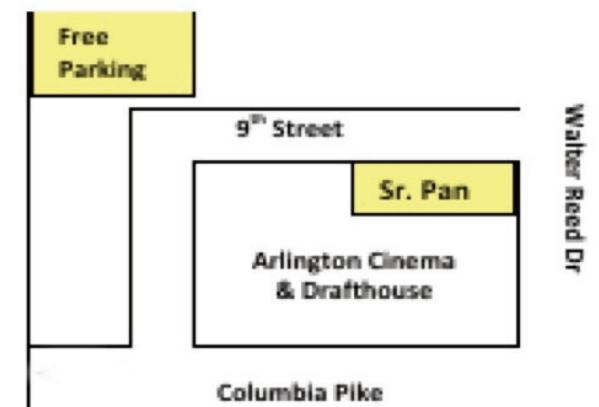 Free
Parking
9th Street
Sr. Pan
Walter Reed Dr
Arlington Cinema
& Drafthouse
Columbia Pike